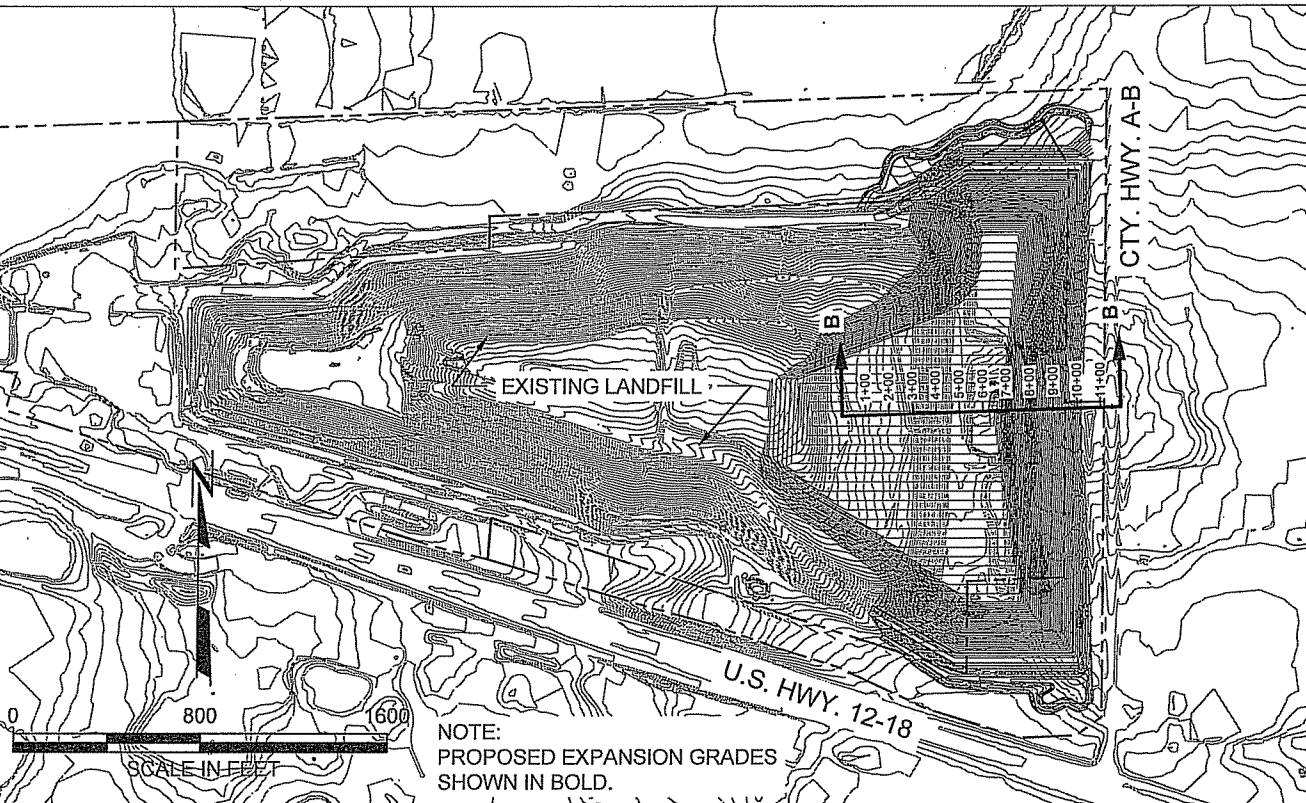 CTY. HWY. A-B
B
B
EXISTING LANDFILL
1+00
2+00
3+00
4+00
5+00
6+00
7+00
8+00
9+00
10+00
11+00
N
U.S. HWY. 12-18
0 800 1600
SCALE IN FEET
NOTE:
PROPOSED EXPANSION GRADES
SHOWN IN BOLD.